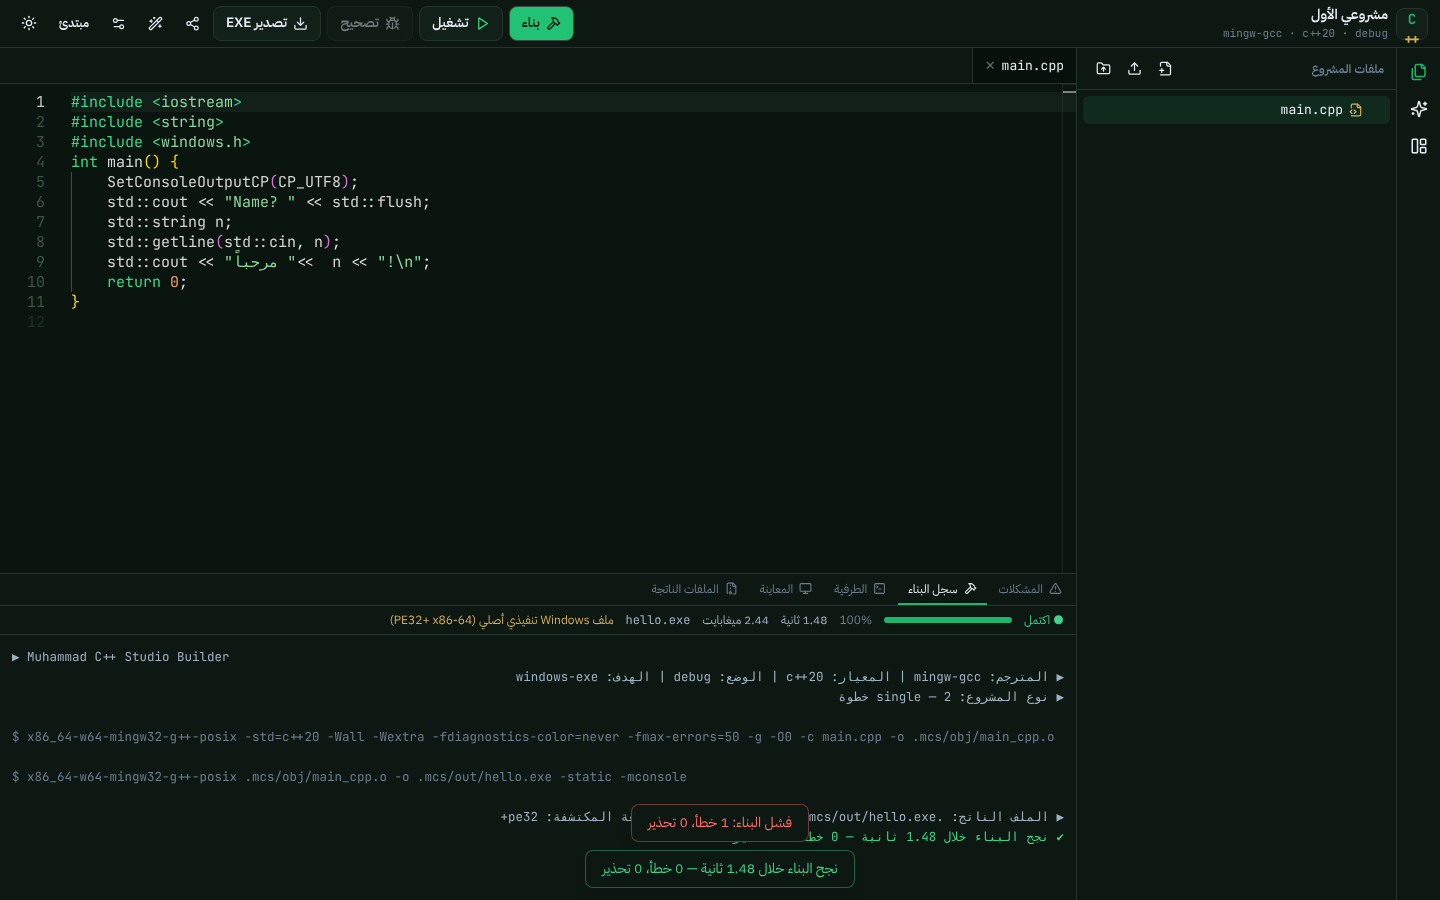 C++
مشروعي الأول
mingw-gcc · c++20 · debug
بناء
تشغيل
تصحيح
تصدير EXE
مبتدئ
ملفات المشروع
main.cpp
main.cpp ×
1 #include <iostream>
2 #include <string>
3 #include <windows.h>
4 int main() {
5 SetConsoleOutputCP(CP_UTF8);
6 std::cout << "Name? " << std::flush;
7 std::string n;
8 std::getline(std::cin, n);
9 std::cout << "مرحباً "<< n << "!\n";
10 return 0;
11 }
12
المشكلات
سجل البناء
الطرفية
المعاينة
الملفات الناتجة
اكتمل 100% 1.48 ثانية 2.44 ميغابايت hello.exe ملف Windows تنفيذي أصلي (PE32+ x86-64)
▶ Muhammad C++ Studio Builder
▶ المترجم: mingw-gcc | المعيار: c++20 | الوضع: debug | الهدف: windows-exe
▶ نوع المشروع: single — 2 خطوة
$ x86_64-w64-mingw32-g++-posix -std=c++20 -Wall -Wextra -fdiagnostics-color=never -fmax-errors=50 -g -O0 -c main.cpp -o .mcs/obj/main_cpp.o
$ x86_64-w64-mingw32-g++-posix .mcs/obj/main_cpp.o -o .mcs/out/hello.exe -static -mconsole
▶ الملف الناتج: .mcs/out/hello.exe المكتشفة: pe32+
✔ نجح البناء خلال 1.48 ثانية — 0
فشل البناء: 1 خطأ، 0 تحذير
نجح البناء خلال 1.48 ثانية — 0 خطأ، 0 تحذير